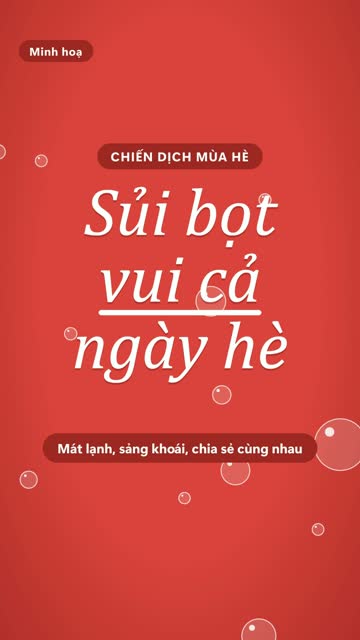 Minh hoạ
CHIẾN DỊCH MÙA HÈ
Sủi bọt
vui cả
ngày hè
Mát lạnh, sảng khoái, chia sẻ cùng nhau